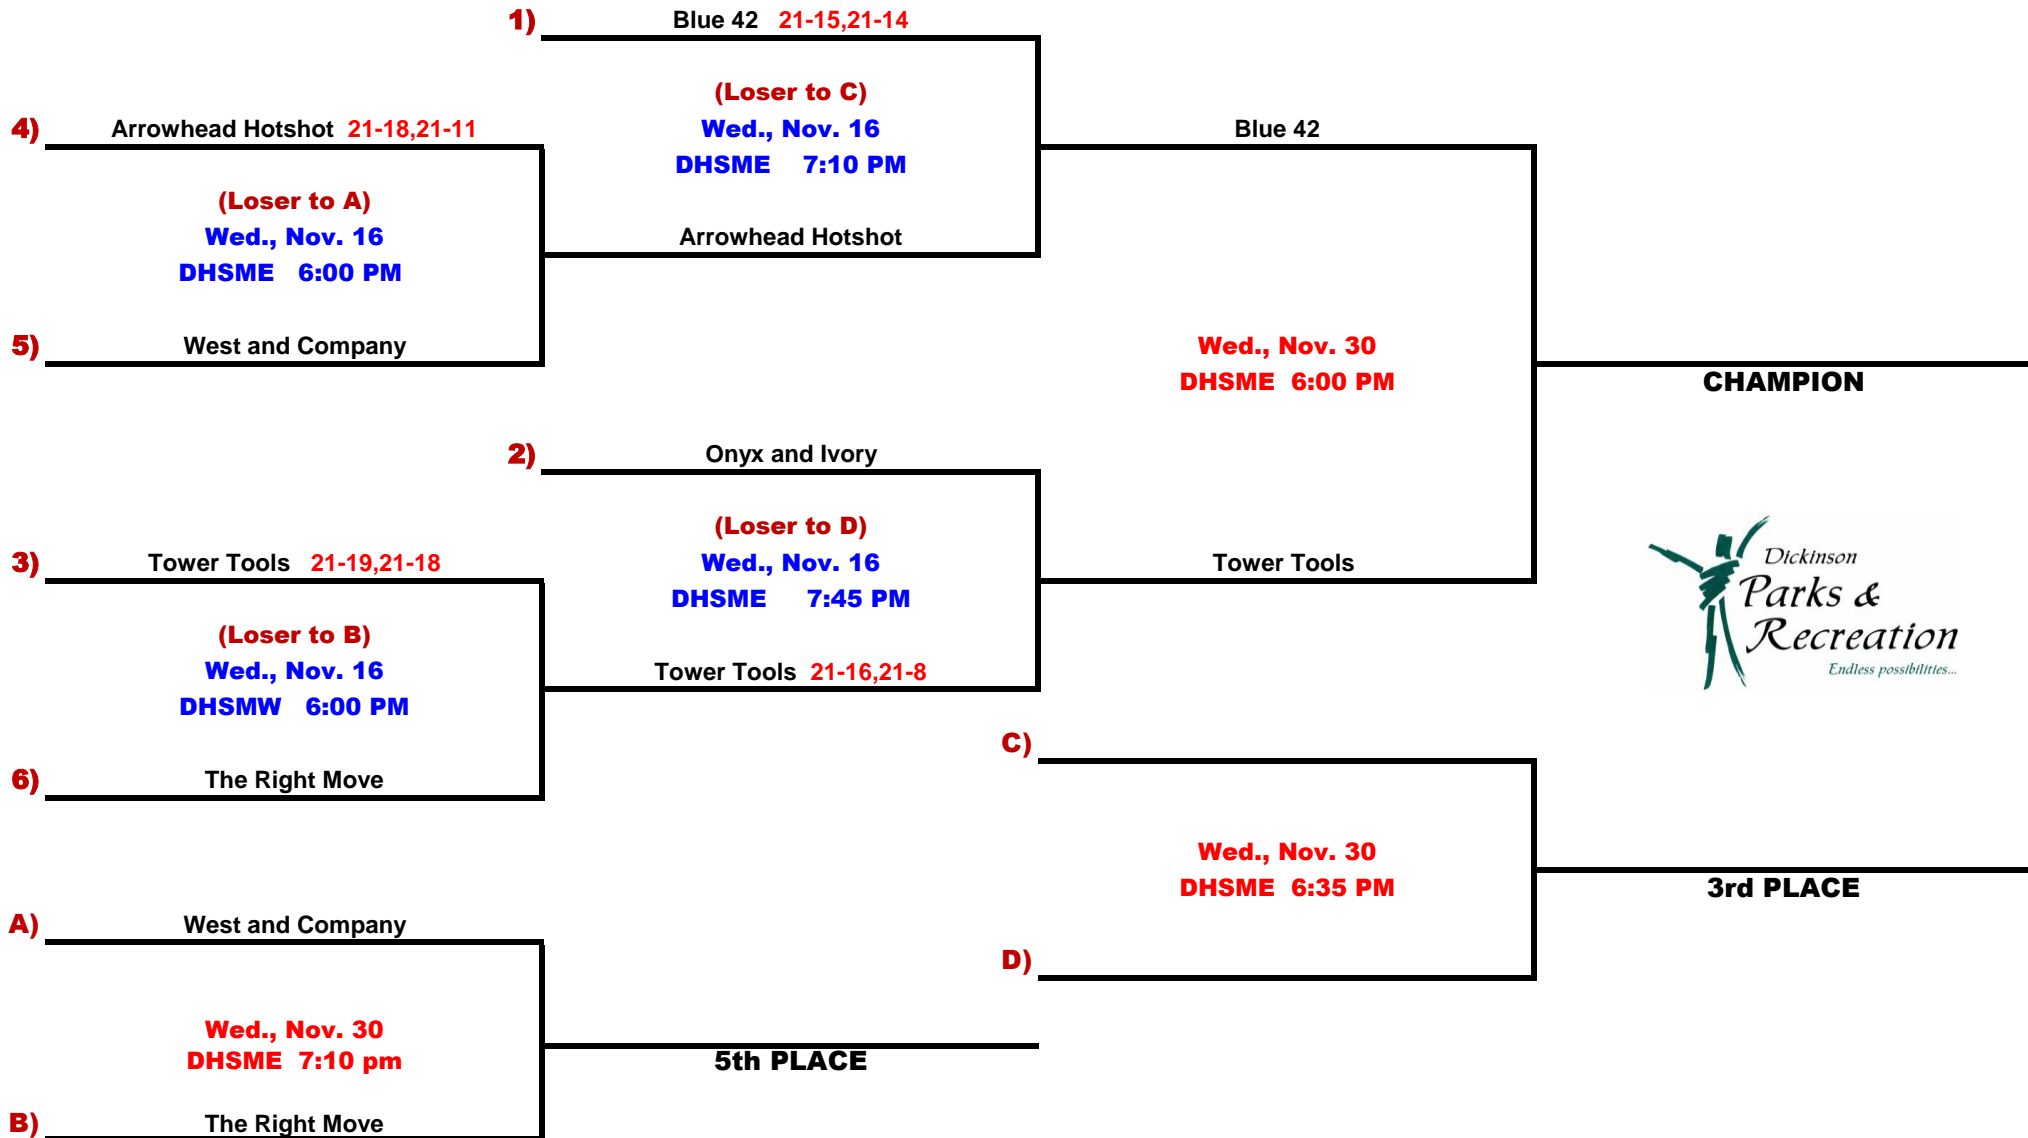 1) Blue 42 21-15,21-14
(Loser to C)
4) Arrowhead Hotshot 21-18,21-11
Wed., Nov. 16
Blue 42
DHSME 7:10 PM
(Loser to A)
Wed., Nov. 16
Arrowhead Hotshot
DHSME 6:00 PM
5) West and Company
Wed., Nov. 30
DHSME 6:00 PM
CHAMPION
2) Onyx and Ivory
(Loser to D)
3) Tower Tools 21-19,21-18
Wed., Nov. 16
Tower Tools
DHSME 7:45 PM
Dickinson
Parks &
Recreation
Endless possibilities...
(Loser to B)
Wed., Nov. 16
Tower Tools 21-16,21-8
DHSMW 6:00 PM
C)
6) The Right Move
Wed., Nov. 30
DHSME 6:35 PM
3rd PLACE
A) West and Company
D)
Wed., Nov. 30
DHSME 7:10 pm
5th PLACE
B) The Right Move